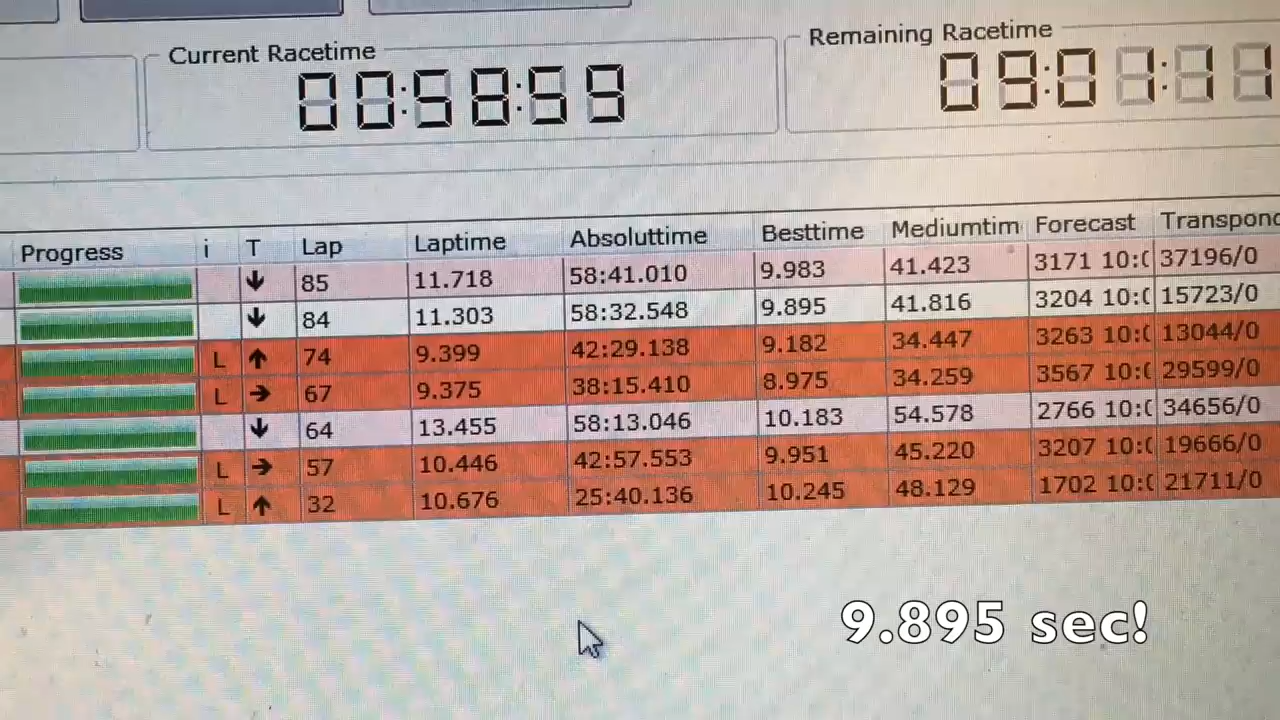 Current Racetime
Remaining Racetime
00:58:59
09:01:11
Progress i T Lap Laptime Absoluttime Besttime Mediumtim Forecast Transpond
85 11.718 58:41.010 9.983 41.423 3171 10:0 37196/0
84 11.303 58:32.548 9.895 41.816 3204 10:0 15723/0
L 74 9.399 42:29.138 9.182 34.447 3263 10:0 13044/0
L 67 9.375 38:15.410 8.975 34.259 3567 10:0 29599/0
64 13.455 58:13.046 10.183 54.578 2766 10:0 34656/0
L 57 10.446 42:57.553 9.951 45.220 3207 10:0 19666/0
L 32 10.676 25:40.136 10.245 48.129 1702 10:0 21711/0
9.895 sec!